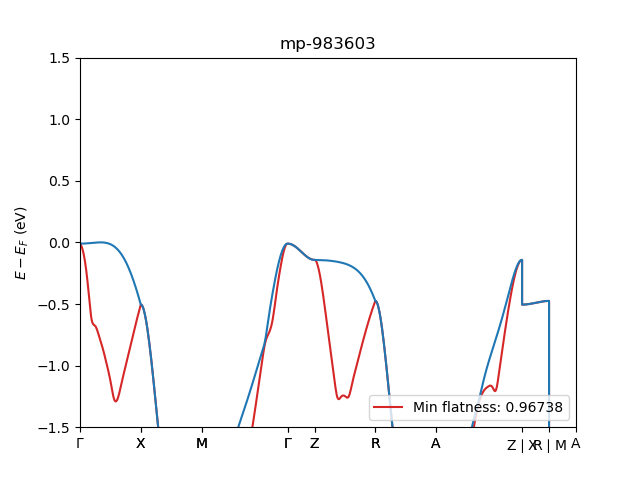 mp-983603
E − E_F (eV)
1.5
1.0
0.5
0.0
−0.5
−1.0
−1.5
Min flatness: 0.96738
Γ X M Γ Z R A Z | X R | M A